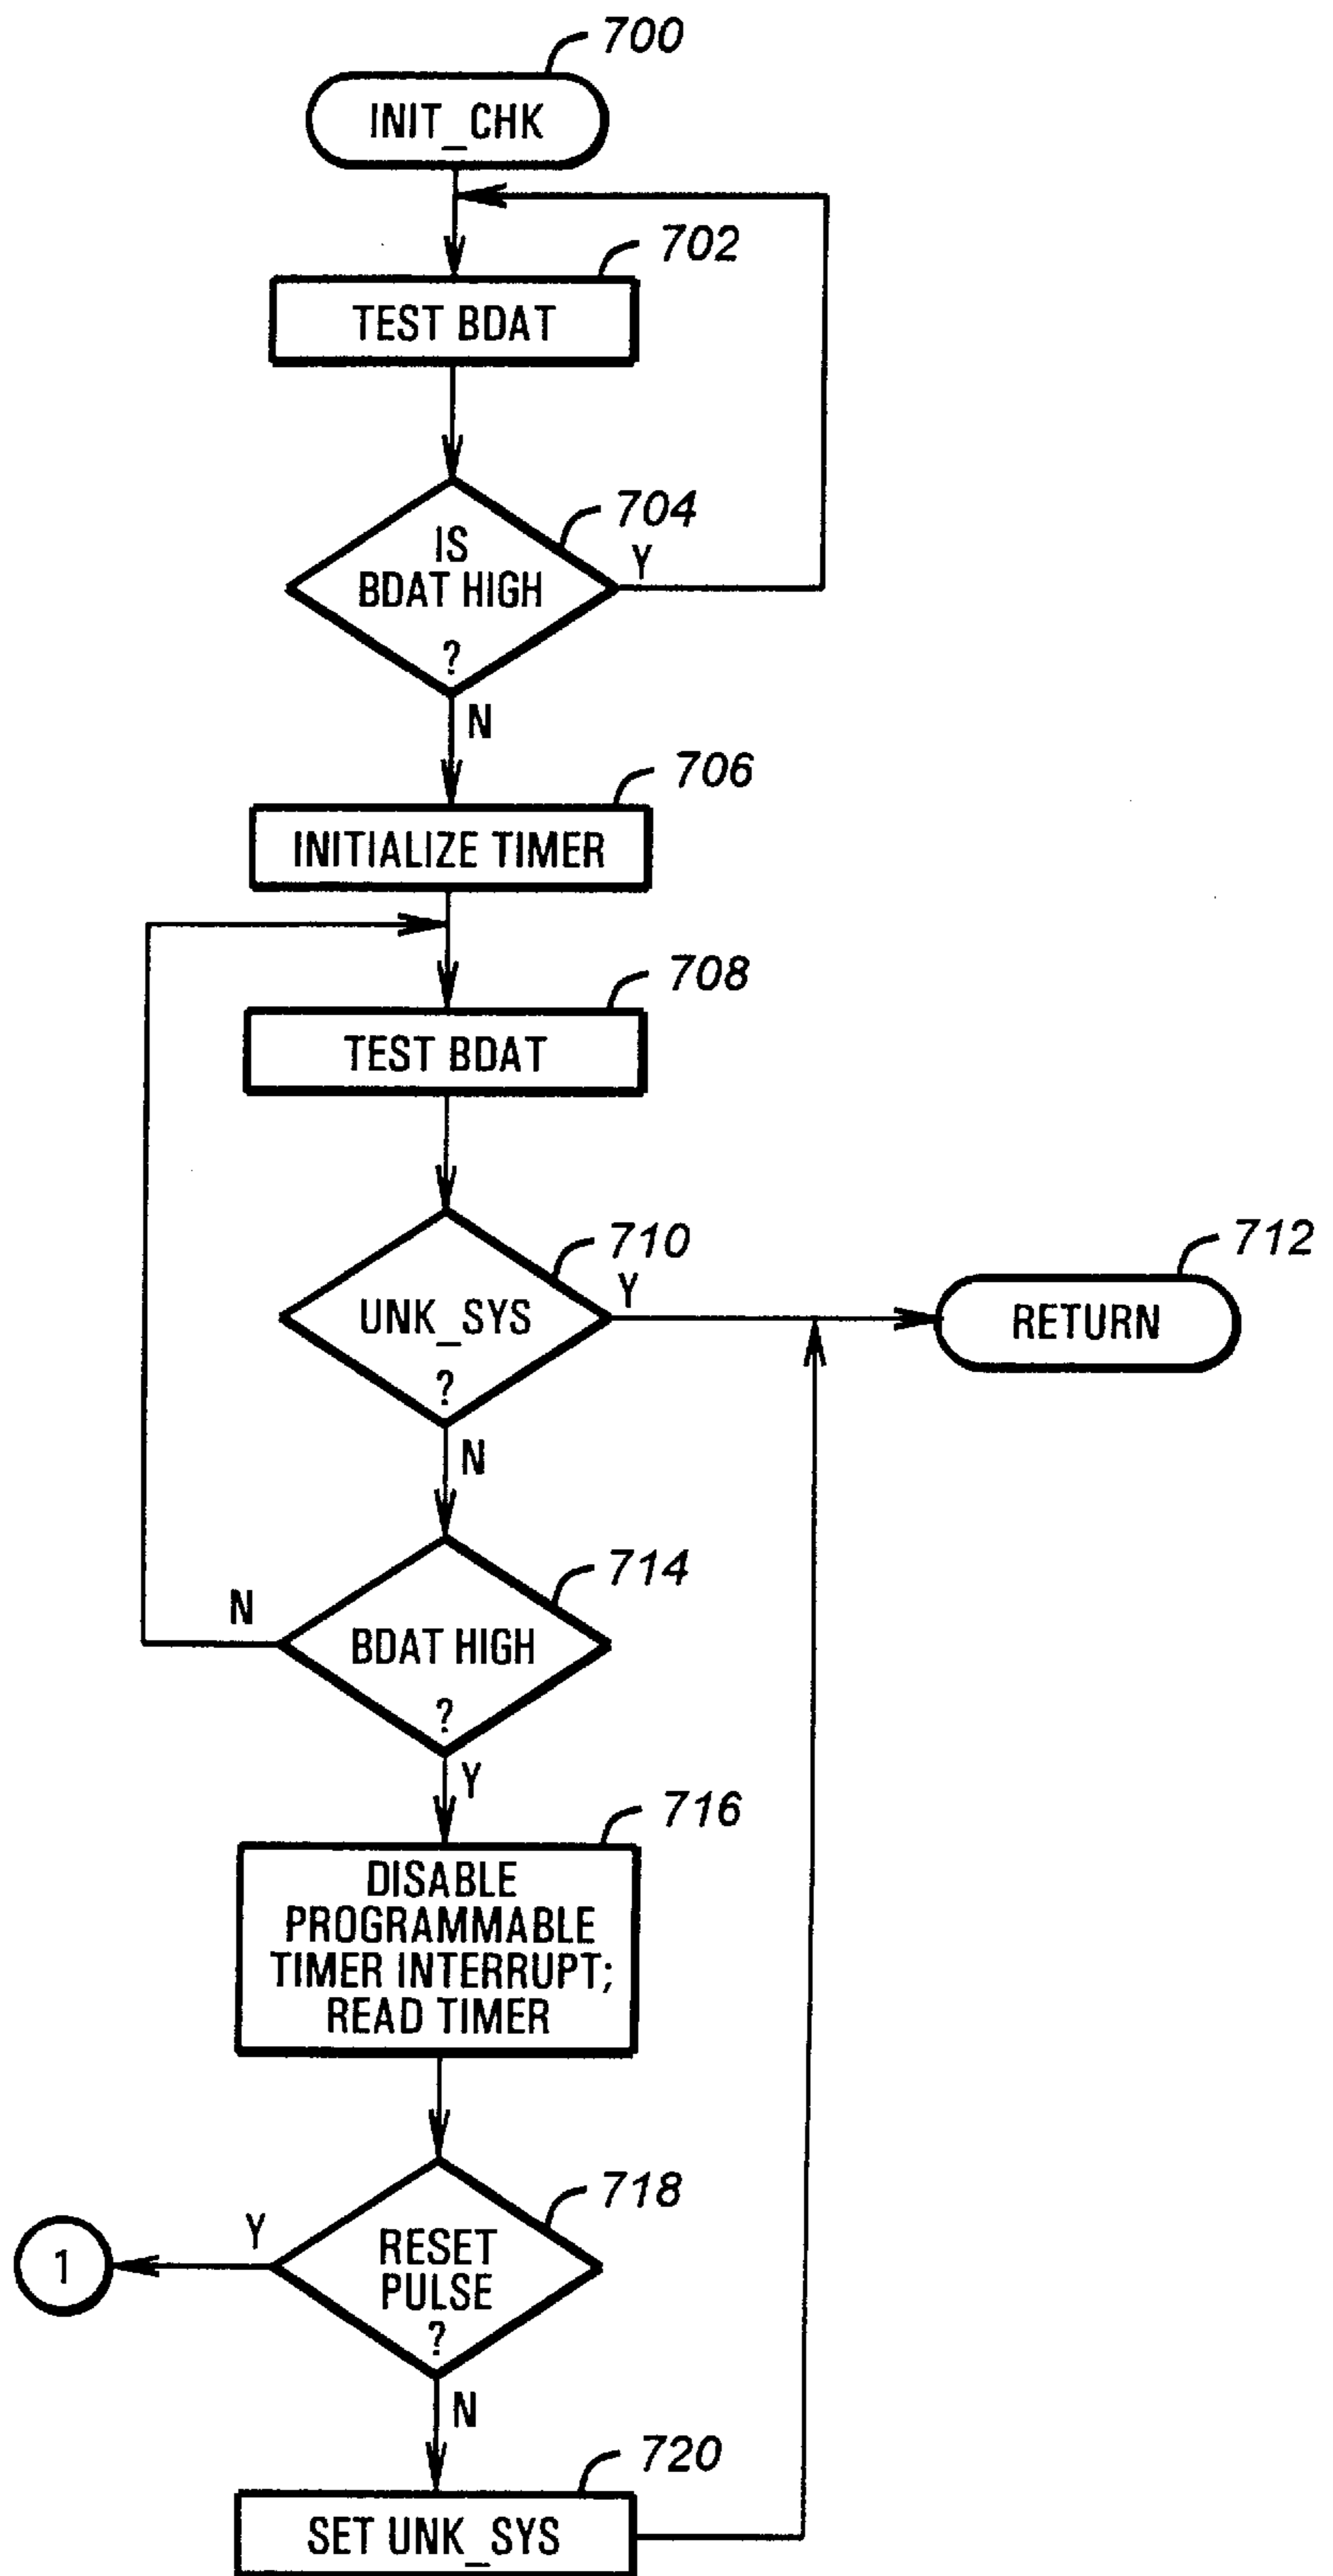 700
INIT_CHK
702
TEST BDAT
704
IS
BDAT HIGH
?
Y
N
706
INITIALIZE TIMER
708
TEST BDAT
710
UNK_SYS
?
Y
712
RETURN
N
714
BDAT HIGH
?
N
Y
716
DISABLE
PROGRAMMABLE
TIMER INTERRUPT;
READ TIMER
718
RESET
PULSE
?
Y
1
N
720
SET UNK_SYS